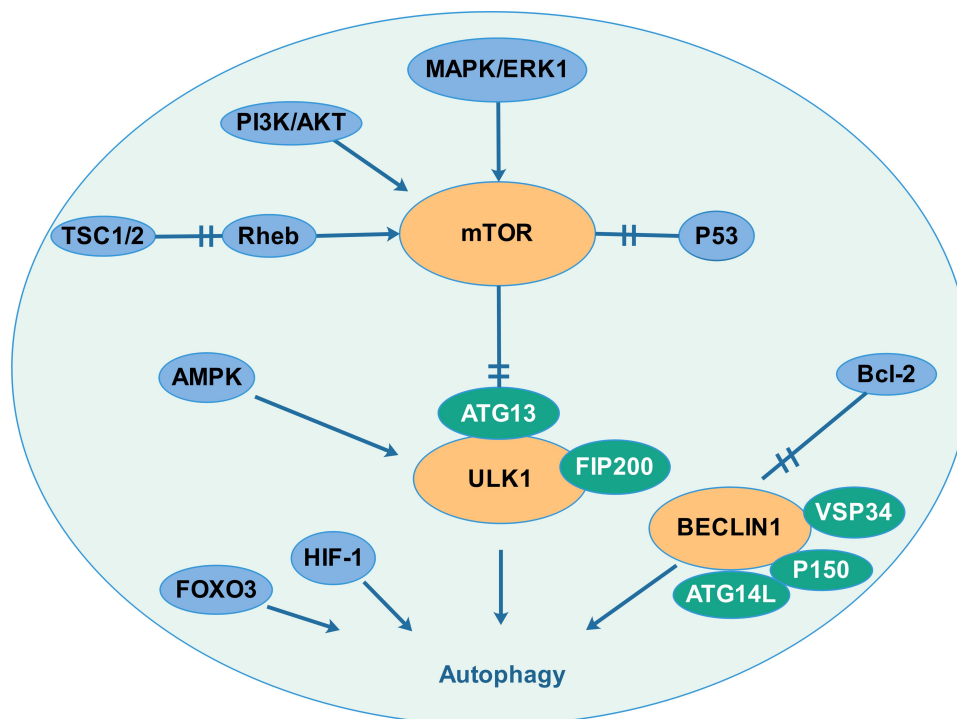 MAPK/ERK1
PI3K/AKT
TSC1/2
Rheb
mTOR
P53
AMPK
Bcl-2
ATG13
FIP200
ULK1
VSP34
BECLIN1
P150
ATG14L
HIF-1
FOXO3
Autophagy